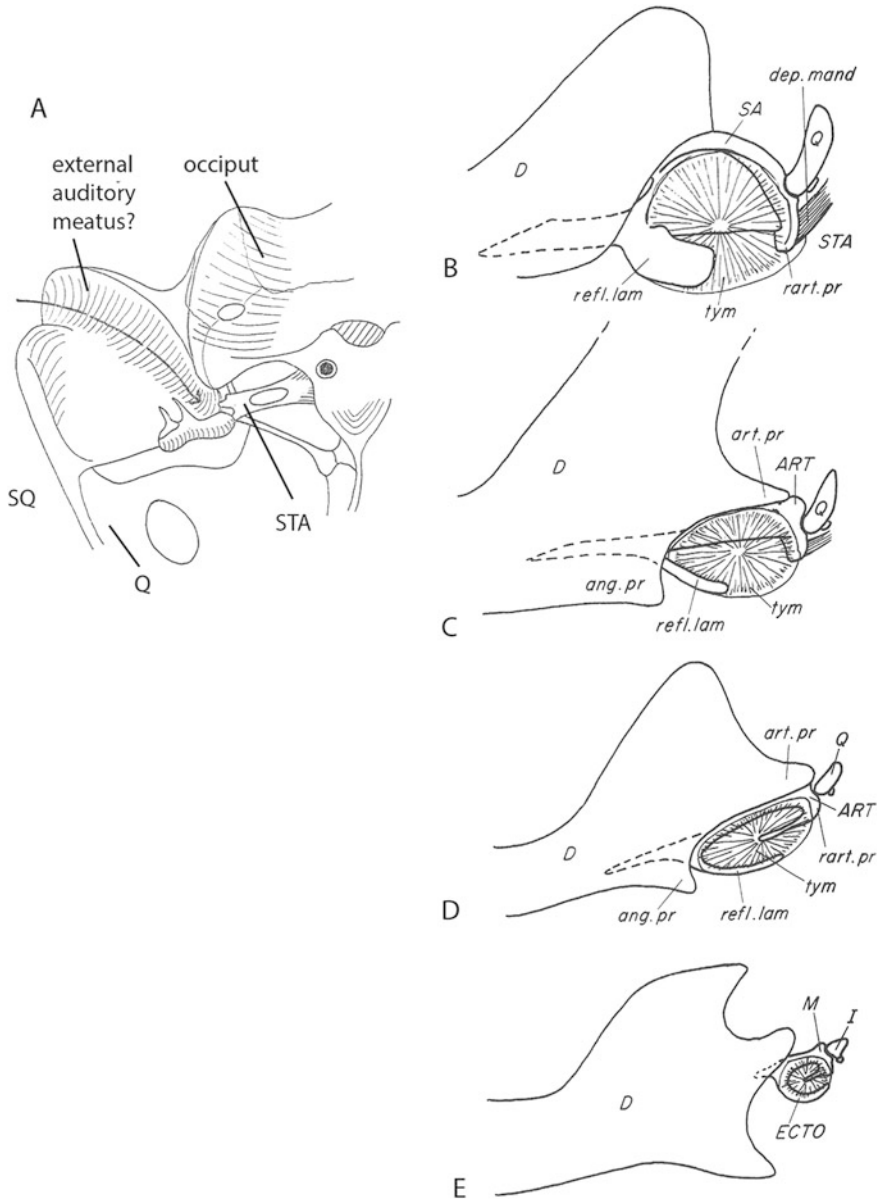 A
external
auditory
meatus?
occiput
SQ
Q
STA
dep.mand
SA
Q
D
STA
B
refl.lam
tym
rart.pr
art.pr
D
ART
Q
ang.pr
tym
refl.lam
C
art.pr
Q
ART
D
rart.pr
tym
ang.pr
refl.lam
D
M
I
D
ECTO
E